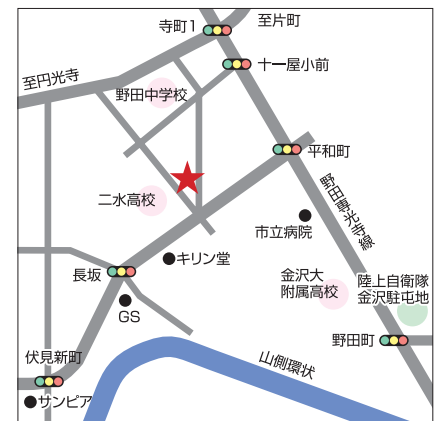 寺町1
至片町
十一屋小前
至円光寺
野田中学校
平和町
野田専光寺線
二水高校
市立病院
キリン堂
長坂
金沢大
附属高校
陸上自衛隊
金沢駐屯地
GS
野田町
伏見新町
山側環状
サンピア